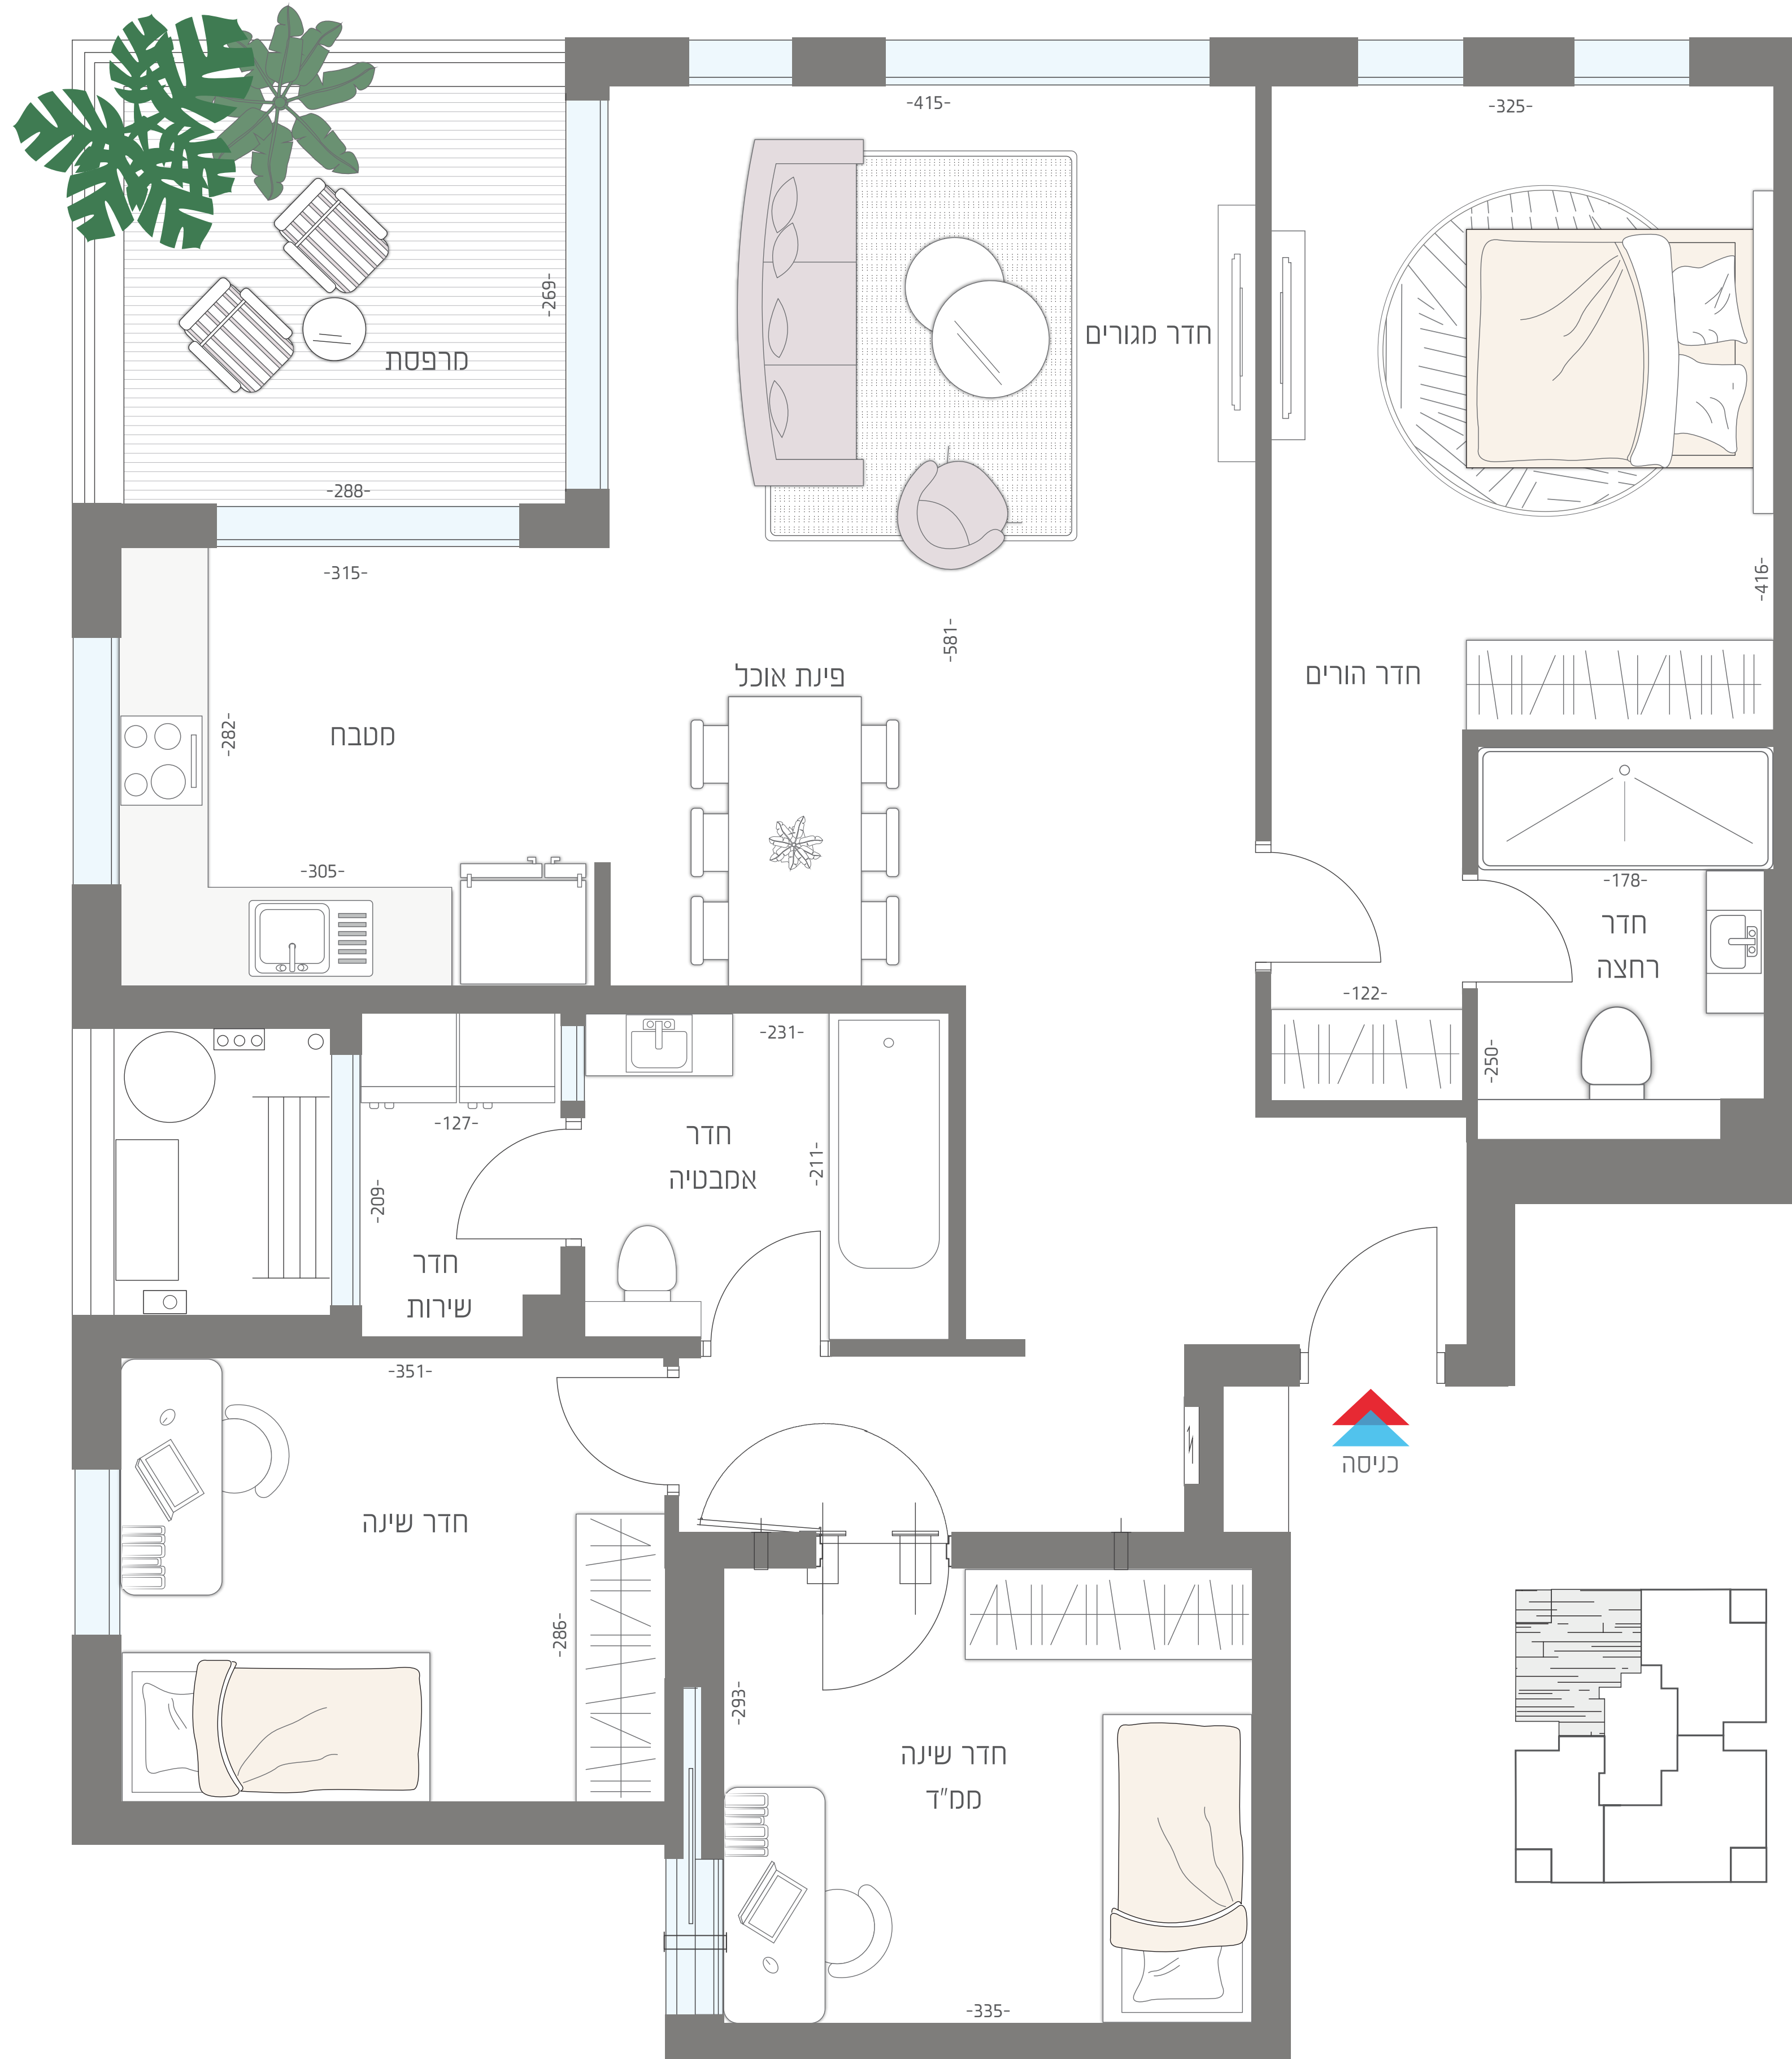 -415-
-325-
-269-
חדר מגורים
מרפסת
-288-
-315-
-416-
-581-
חדר הורים
פינת אוכל
-282-
מטבח
-305-
-178-
חדר
רחצה
-122-
-231-
-250-
-127-
חדר
אמבטיה
-211-
-209-
חדר
שירות
-351-
כניסה
חדר שינה
-286-
-293-
חדר שינה
ממ"ד
-335-